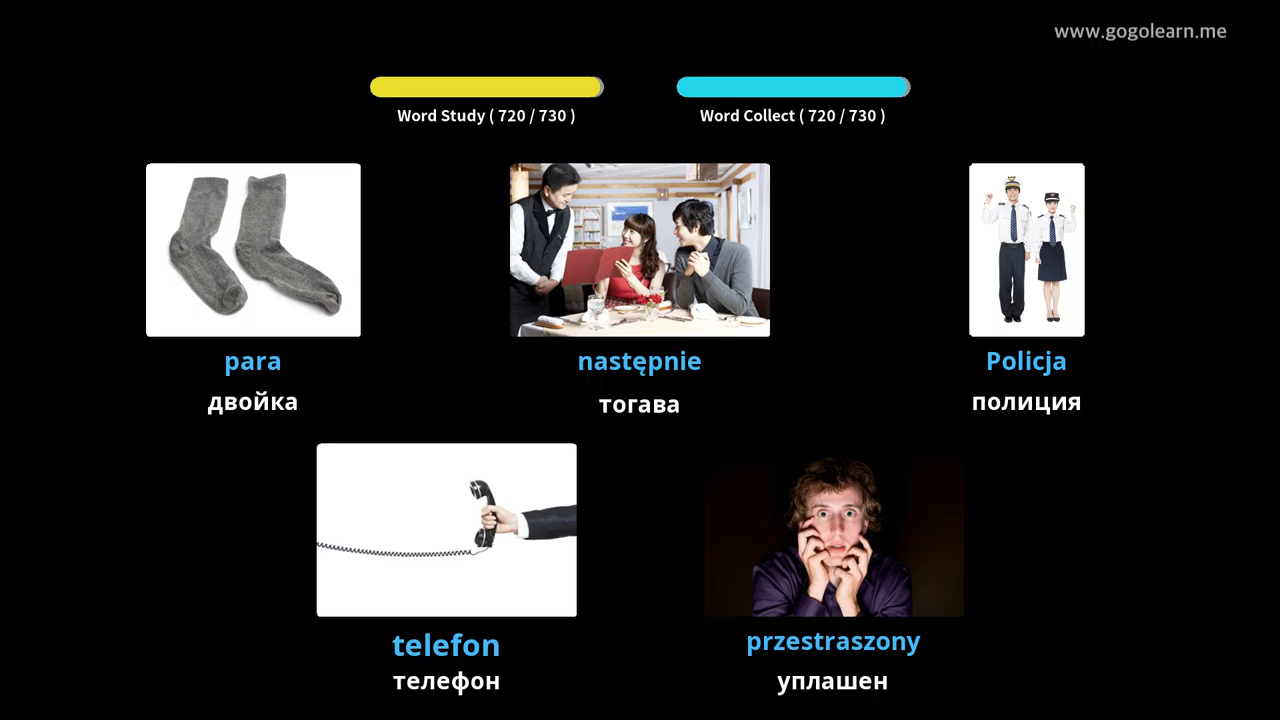 www.gogolearn.me
Word Study ( 720 / 730 )
Word Collect ( 720 / 730 )
para
następnie
Policja
двойка
тогава
полиция
telefon
przestraszony
телефон
уплашен